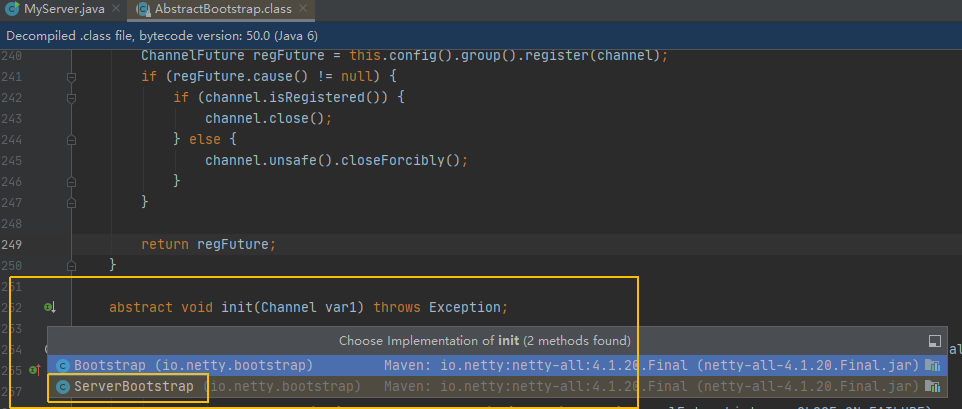 MyServer.java
AbstractBootstrap.class
Decompiled .class file, bytecode version: 50.0 (Java 6)
240 ChannelFuture regFuture = this.config().group().register(channel);
241 if (regFuture.cause() != null) {
242 if (channel.isRegistered()) {
243 channel.close();
244 } else {
245 channel.unsafe().closeForcibly();
246 }
247 }
248
249 return regFuture;
250 }
251
252 abstract void init(Channel var1) throws Exception;
253
Choose Implementation of init (2 methods found)
254
Bootstrap (io.netty.bootstrap) Maven: io.netty:netty-all:4.1.20.Final (netty-all-4.1.20.Final.jar)
ServerBootstrap (io.netty.bootstrap) Maven: io.netty:netty-all:4.1.20.Final (netty-all-4.1.20.Final.jar)
257